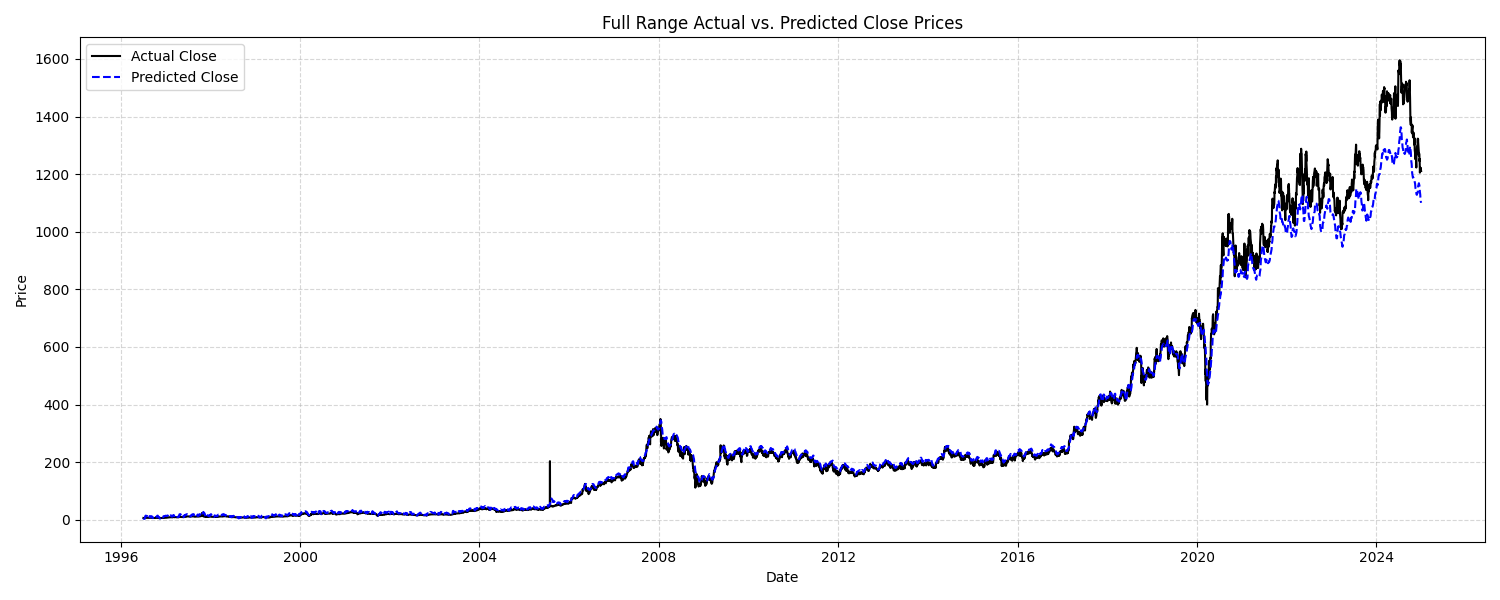 Full Range Actual vs. Predicted Close Prices
Actual Close
Predicted Close
Price
1600
1400
1200
1000
800
600
400
200
0
1996 2000 2004 2008 2012 2016 2020 2024
Date